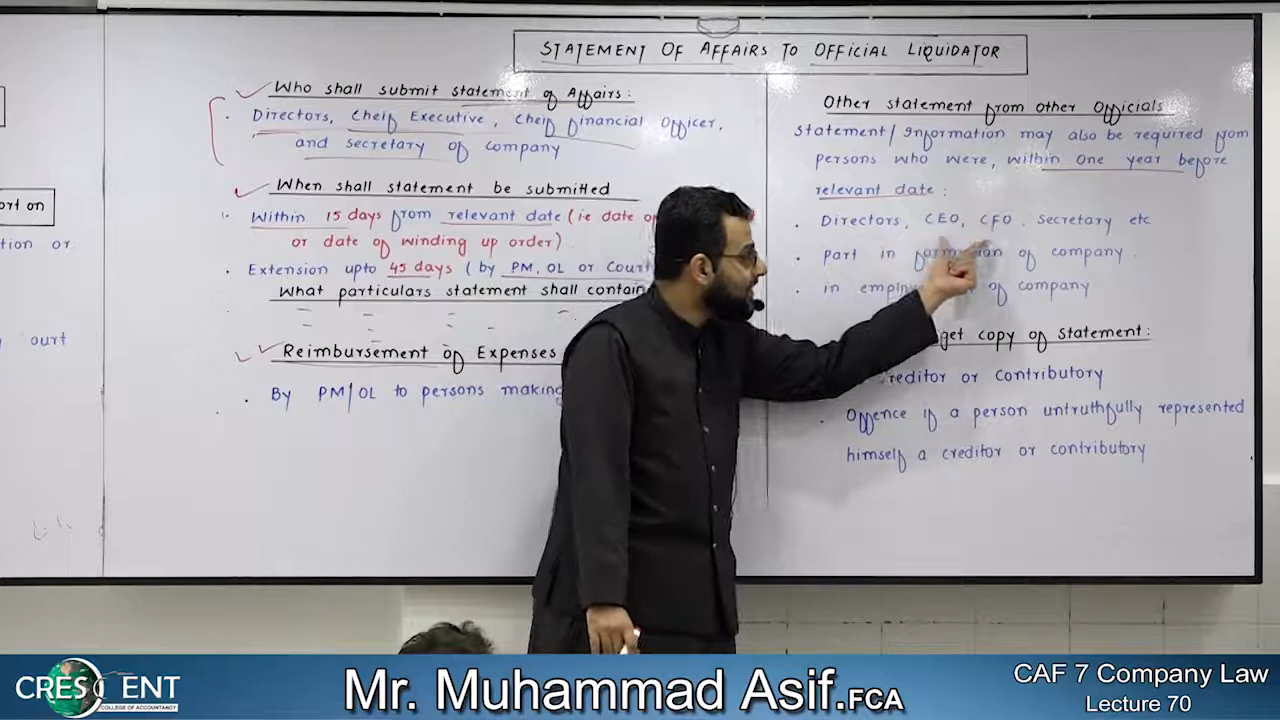 STATEMENT OF AFFAIRS TO OFFICIAL LIQUIDATOR
ort on
tion or
ourt
Who shall submit statement of Affairs:
. Directors, Cheif Executive, Cheif financial Officer,
and secretary of company
When shall statement be submitted
Within 15 days from relevant date (ie date
or date of winding up order)
. Extension upto 45 days (by PM, OL or Court
What particulars statement shall contain
Reimbursement of Expenses
. By PM/OL to persons making
Other statement from other Officials
statement/Information may also be required from
persons who were, within one year before
relevant date:
. Directors, CEO, CFO. Secretary etc
. part in formation of company.
. in of company
get copy of statement:
creditor or contributory
. Offence if a person untruthfully represented
himself a creditor or contributory
CRESCENT
COLLEGE OF ACCOUNTANCY
Mr. Muhammad Asif.FCA
CAF 7 Company Law
Lecture 70